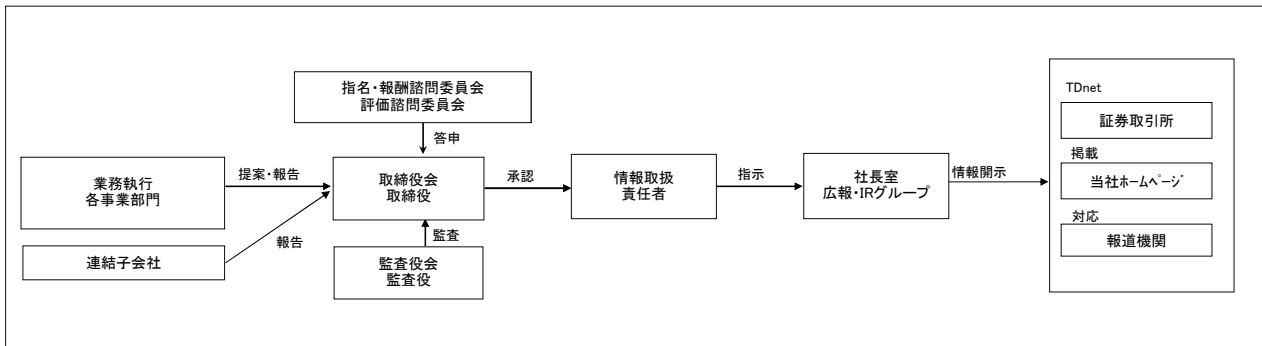 指名・報酬諮問委員会
評価諮問委員会
答申
業務執行
各事業部門
提案・報告
取締役会
取締役
承認
情報取扱
責任者
指示
社長室
広報・IRグループ
情報開示
連結子会社
報告
監査
監査役会
監査役
TDnet
証券取引所
掲載
当社ﾎｰﾑﾍﾟｰｼﾞ
対応
報道機関